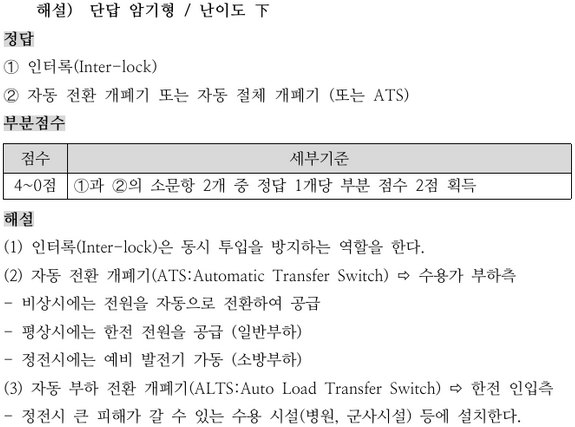 해설) 단답 암기형 / 난이도 下
정답
① 인터록(Inter-lock)
② 자동 전환 개폐기 또는 자동 절체 개폐기 (또는 ATS)
부분점수
점수 세부기준
4~0점 ①과 ②의 소문항 2개 중 정답 1개당 부분 점수 2점 획득
해설
(1) 인터록(Inter-lock)은 동시 투입을 방지하는 역할을 한다.
(2) 자동 전환 개폐기(ATS:Automatic Transfer Switch) ⇨ 수용가 부하측
- 비상시에는 전원을 자동으로 전환하여 공급
- 평상시에는 한전 전원을 공급 (일반부하)
- 정전시에는 예비 발전기 가동 (소방부하)
(3) 자동 부하 전환 개폐기(ALTS:Auto Load Transfer Switch) ⇨ 한전 인입측
- 정전시 큰 피해가 갈 수 있는 수용 시설(병원, 군사시설) 등에 설치한다.